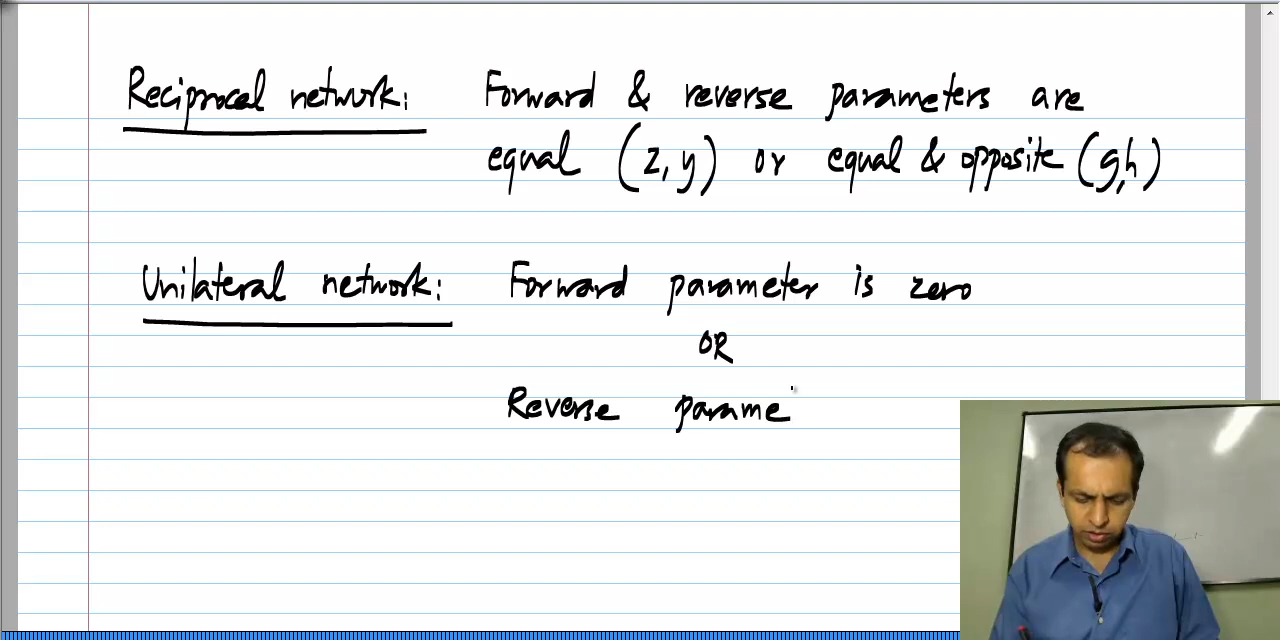 Reciprocal network: Forward & reverse parameters are
equal (z, y) or equal & opposite (g,h)
Unilateral network: Forward parameter is zero
OR
Reverse parame